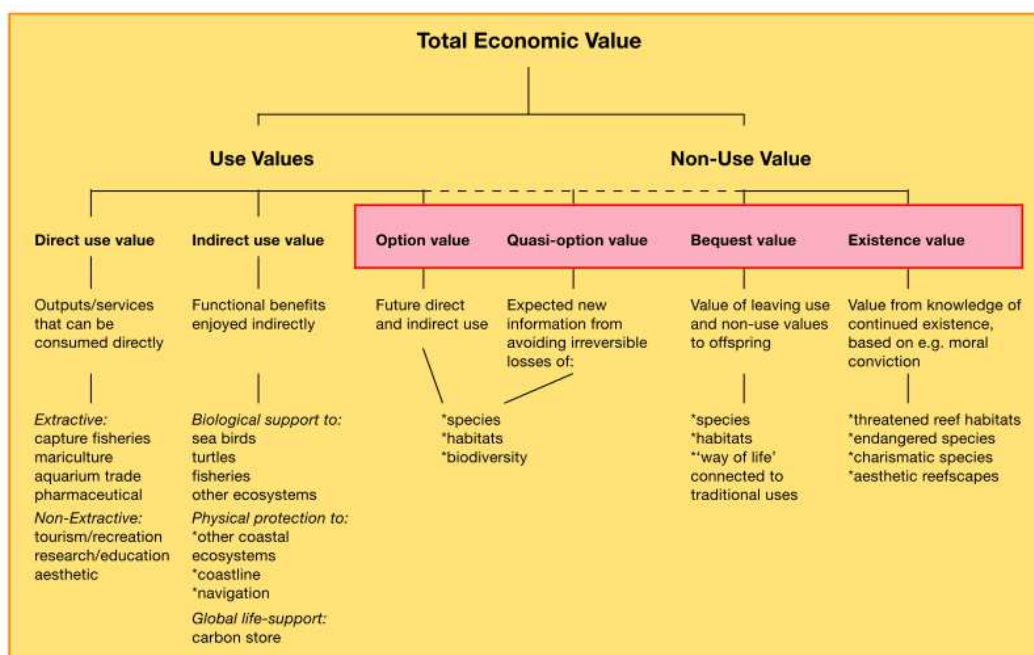 Total Economic Value
Use Values
Non-Use Value
Direct use value
Indirect use value
Option value
Quasi-option value
Bequest value
Existence value
Outputs/services
that can be
consumed directly
Functional benefits
enjoyed indirectly
Future direct
and indirect use
Expected new
information from
avoiding irreversible
losses of:
Value of leaving use
and non-use values
to offspring
Value from knowledge of
continued existence,
based on e.g. moral
conviction
Extractive:
capture fisheries
mariculture
aquarium trade
pharmaceutical
Non-Extractive:
tourism/recreation
research/education
aesthetic
Biological support to:
sea birds
turtles
fisheries
other ecosystems
Physical protection to:
*other coastal
ecosystems
*coastline
*navigation
Global life-support:
carbon store
*species
*habitats
*biodiversity
*species
*habitats
*'way of life'
connected to
traditional uses
*threatened reef habitats
*endangered species
*charismatic species
*aesthetic reefscapes